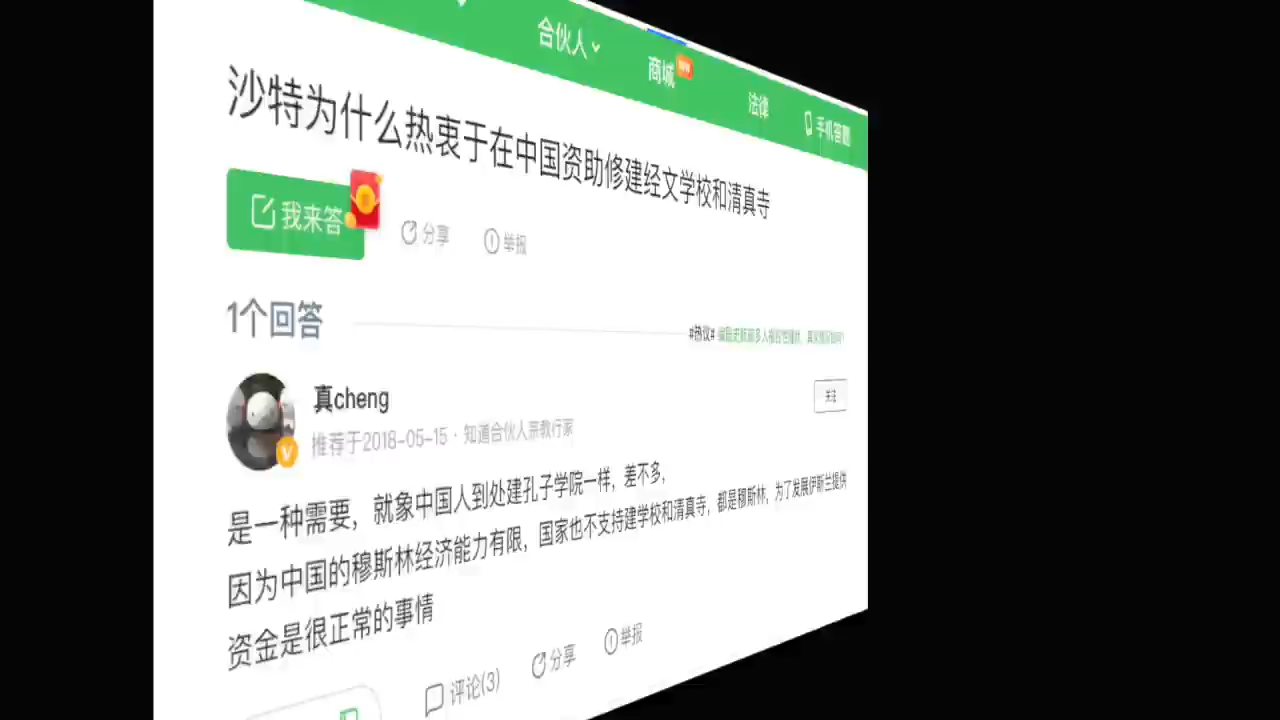 合伙人
商城
法律
手机答题
沙特为什么热衷于在中国资助修建经文学校和清真寺
我来答
分享
举报
1个回答
#热议#
真cheng
推荐于2018-05-15 · 知道合伙人宗教行家
关注
是一种需要，就象中国人到处建孔子学院一样，差不多，
因为中国的穆斯林经济能力有限，国家也不支持建学校和清真寺，都是穆斯林，为了发展伊斯兰提供
资金是很正常的事情
评论(3)
分享
举报